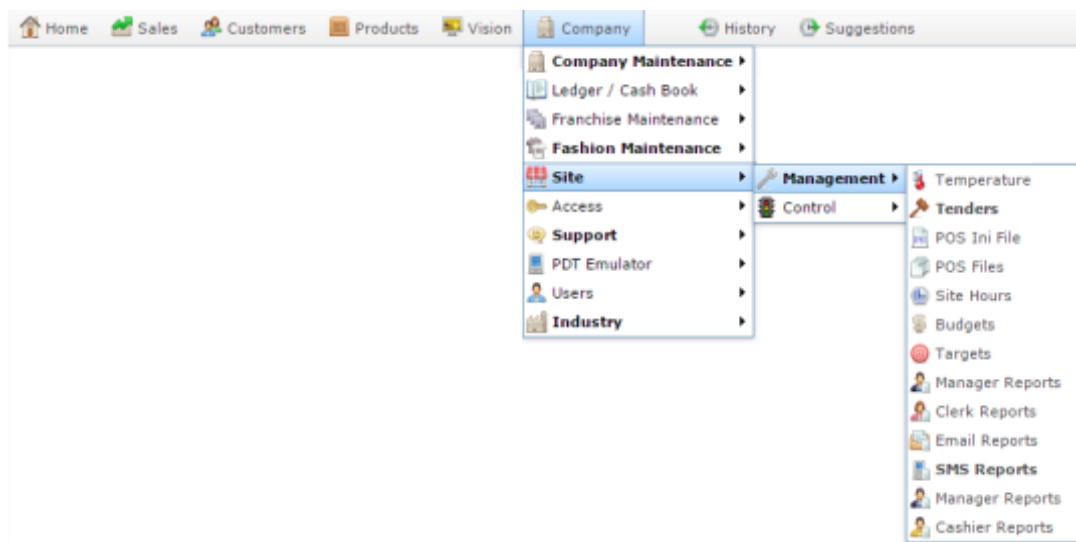 Home Sales Customers Products Vision Company History Suggestions
Company Maintenance
Ledger / Cash Book
Franchise Maintenance
Fashion Maintenance
Site
Access
Support
PDT Emulator
Users
Industry
Management
Control
Temperature
Tenders
POS Ini File
POS Files
Site Hours
Budgets
Targets
Manager Reports
Clerk Reports
Email Reports
SMS Reports
Manager Reports
Cashier Reports